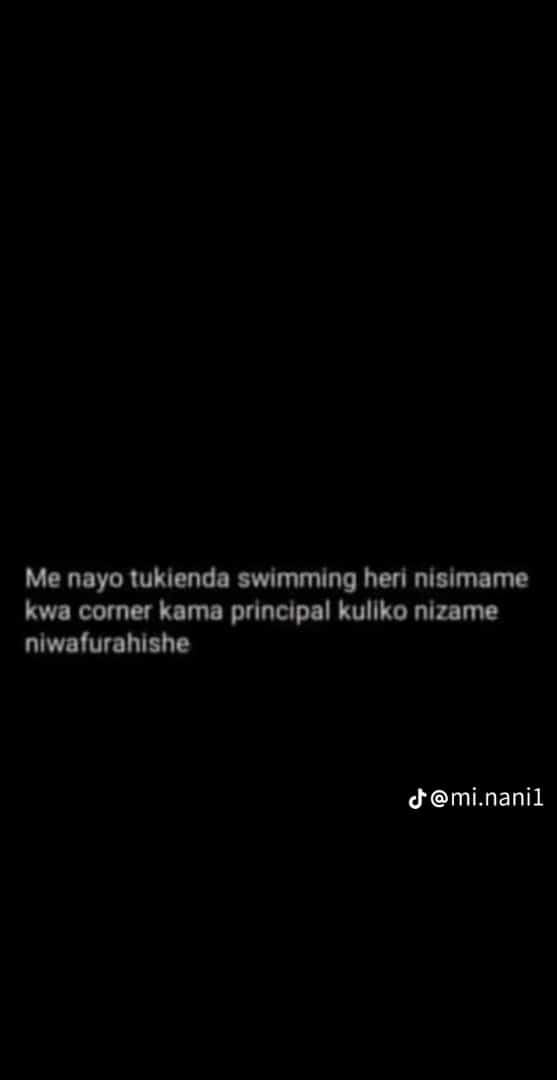 Me nayo tukienda swimming heri nisimame
kwa corner kama principal kuliko nizame
niwafurahishe
@mi.nani1